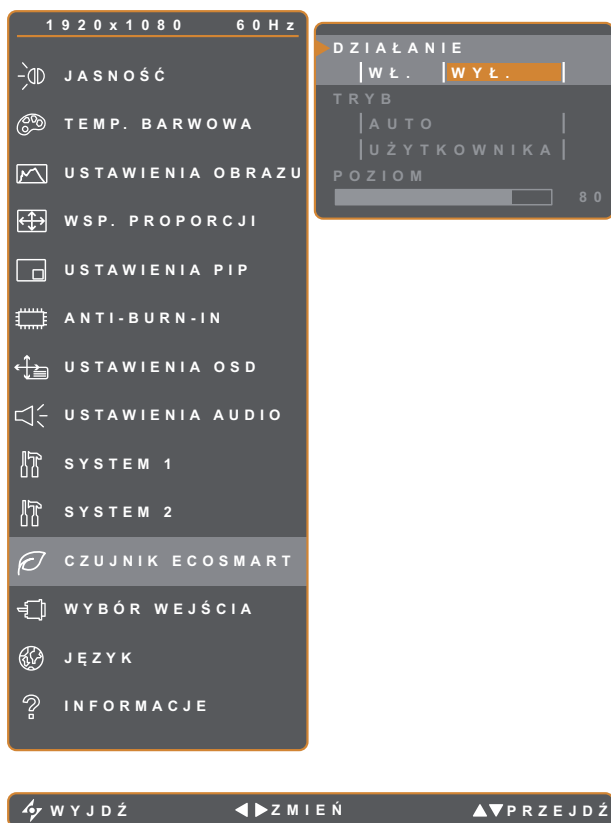 1920x1080 60Hz
JASNOŚĆ
TEMP. BARWOWA
USTAWIENIA OBRAZU
WSP. PROPORCJI
USTAWIENIA PIP
ANTI-BURN-IN
USTAWIENIA OSD
USTAWIENIA AUDIO
SYSTEM 1
SYSTEM 2
CZUJNIK ECOSMART
WYBÓR WEJŚCIA
JĘZYK
INFORMACJE
DZIAŁANIE
WŁ. WYŁ.
TRYB
AUTO
UŻYTKOWNIKA
POZIOM
80
WYJDŹ ZMIEŃ PRZEJDŹ